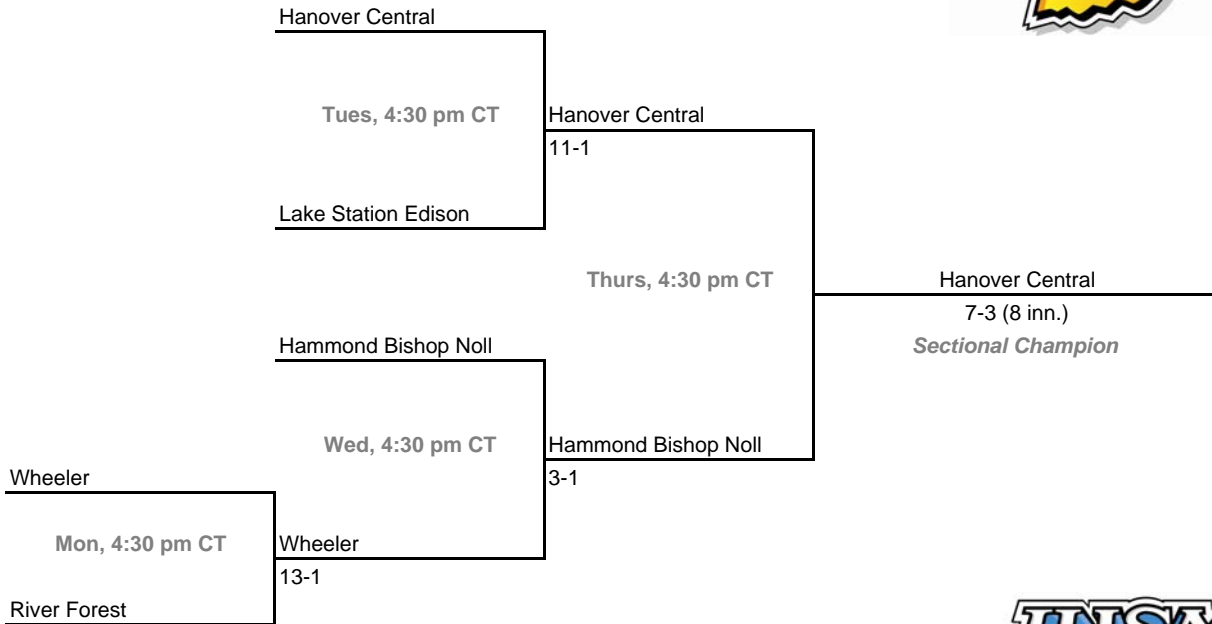 Hanover Central
Tues, 4:30 pm CT
Hanover Central
11-1
Lake Station Edison
Thurs, 4:30 pm CT
Hanover Central
7-3 (8 inn.)
Sectional Champion
Hammond Bishop Noll
Wed, 4:30 pm CT
Hammond Bishop Noll
3-1
Wheeler
Mon, 4:30 pm CT
Wheeler
13-1
River Forest